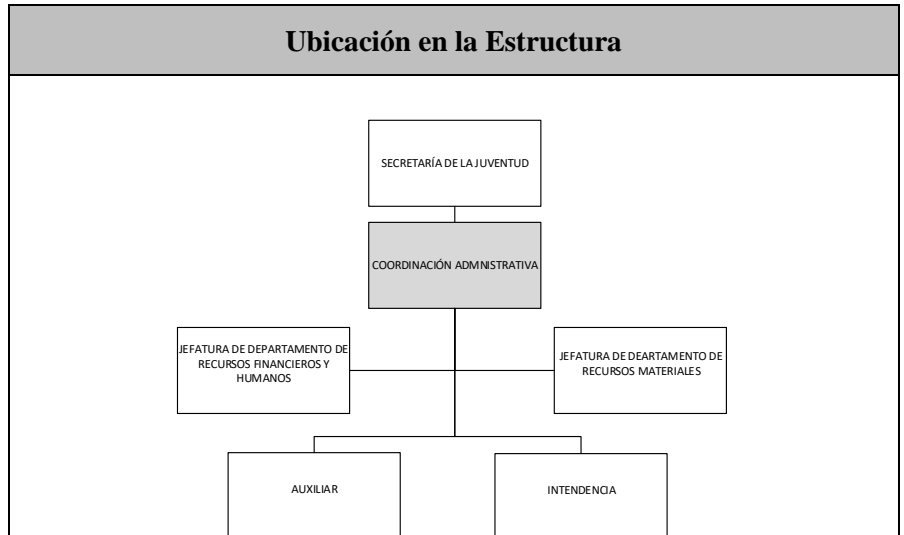 Ubicación en la Estructura
SECRETARÍA DE LA JUVENTUD
COORDINACIÓN ADMNISTRATIVA
JEFATURA DE DEPARTAMENTO DE
RECURSOS FINANCIEROS Y
HUMANOS
JEFATURA DE DEARTAMENTO DE
RECURSOS MATERIALES
AUXILIAR
INTENDENCIA